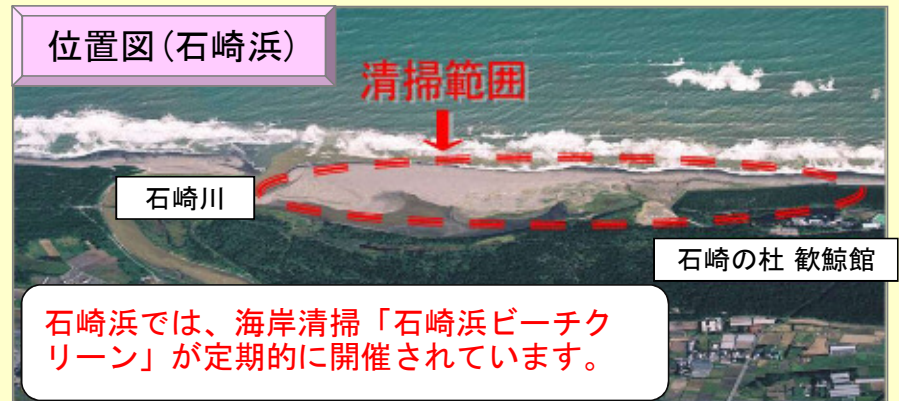 位置図(石崎浜)
清掃範囲
石崎川
石崎の杜 歓鯨館
石崎浜では、海岸清掃「石崎浜ビーチク
リーン」が定期的に開催されています。